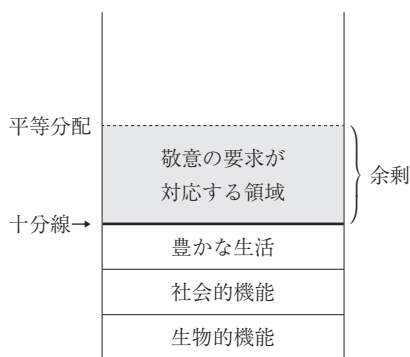 平等分配
敬意の要求が
対応する領域
余剰
十分線→
豊かな生活
社会的機能
生物的機能